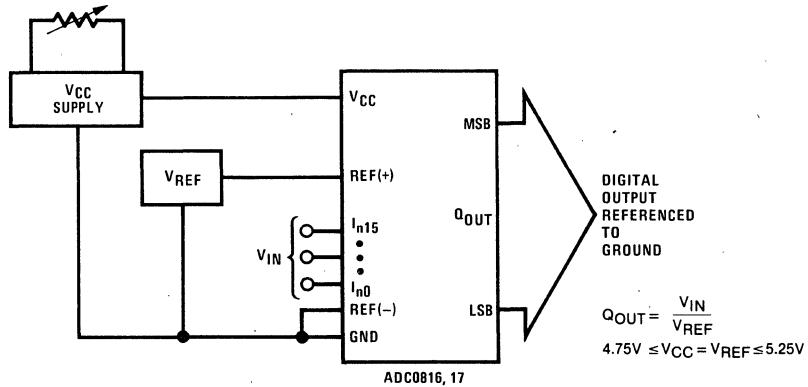 VCC
SUPPLY
VREF
VIN
VCC
REF(+)
In15
In0
REF(−)
GND
MSB
QOUT
LSB
ADC0816, 17
DIGITAL
OUTPUT
REFERENCED
TO
GROUND
QOUT = VIN / VREF
4.75V ≤ VCC = VREF ≤ 5.25V